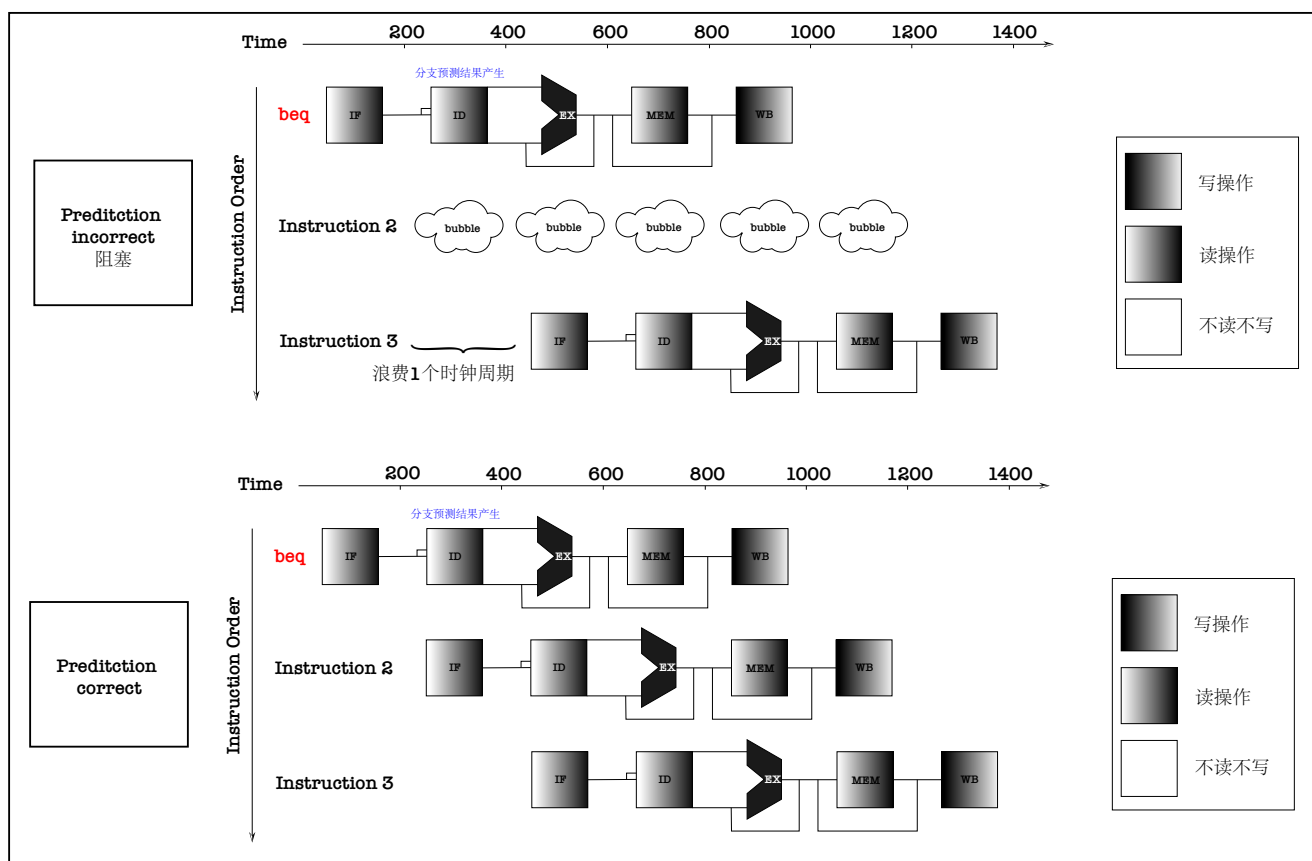 Time 200 400 600 800 1000 1200 1400
分支预测结果产生
beq IF ID EX MEM WB
Instruction Order
Preditction
incorrect
阻塞
Instruction 2 bubble bubble bubble bubble bubble
Instruction 3 IF ID EX MEM WB
浪费1个时钟周期
写操作
读操作
不读不写
Time 200 400 600 800 1000 1200 1400
分支预测结果产生
beq IF ID EX MEM WB
Instruction Order
Preditction
correct
Instruction 2 IF ID EX MEM WB
Instruction 3 IF ID EX MEM WB
写操作
读操作
不读不写